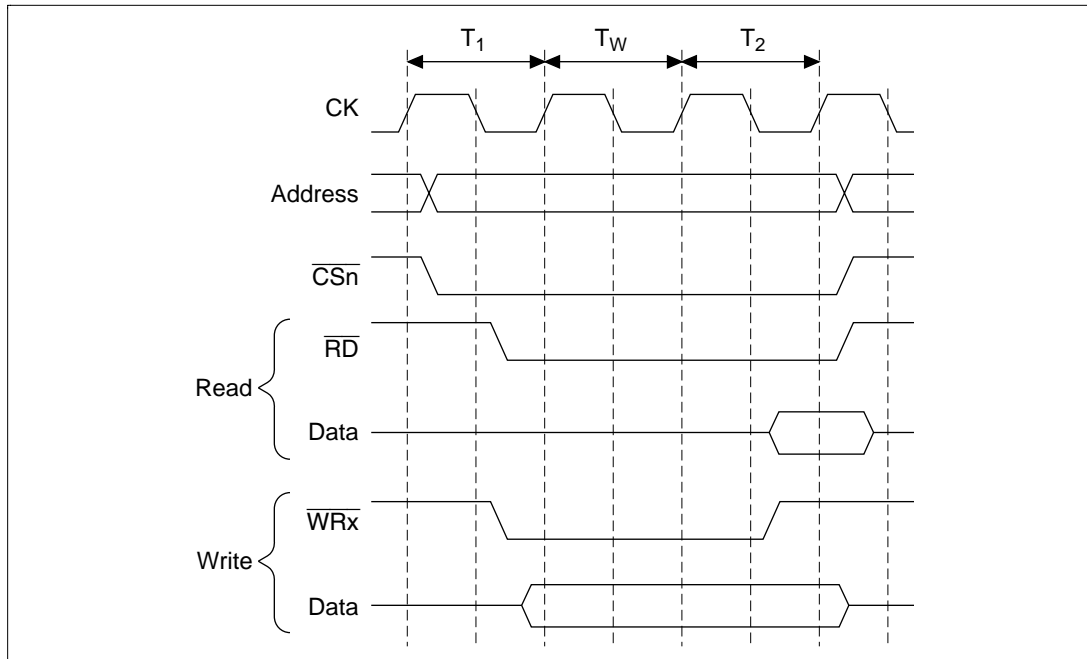 T1 TW T2
CK
Address
CSn
RD
Read
Data
WRx
Write
Data